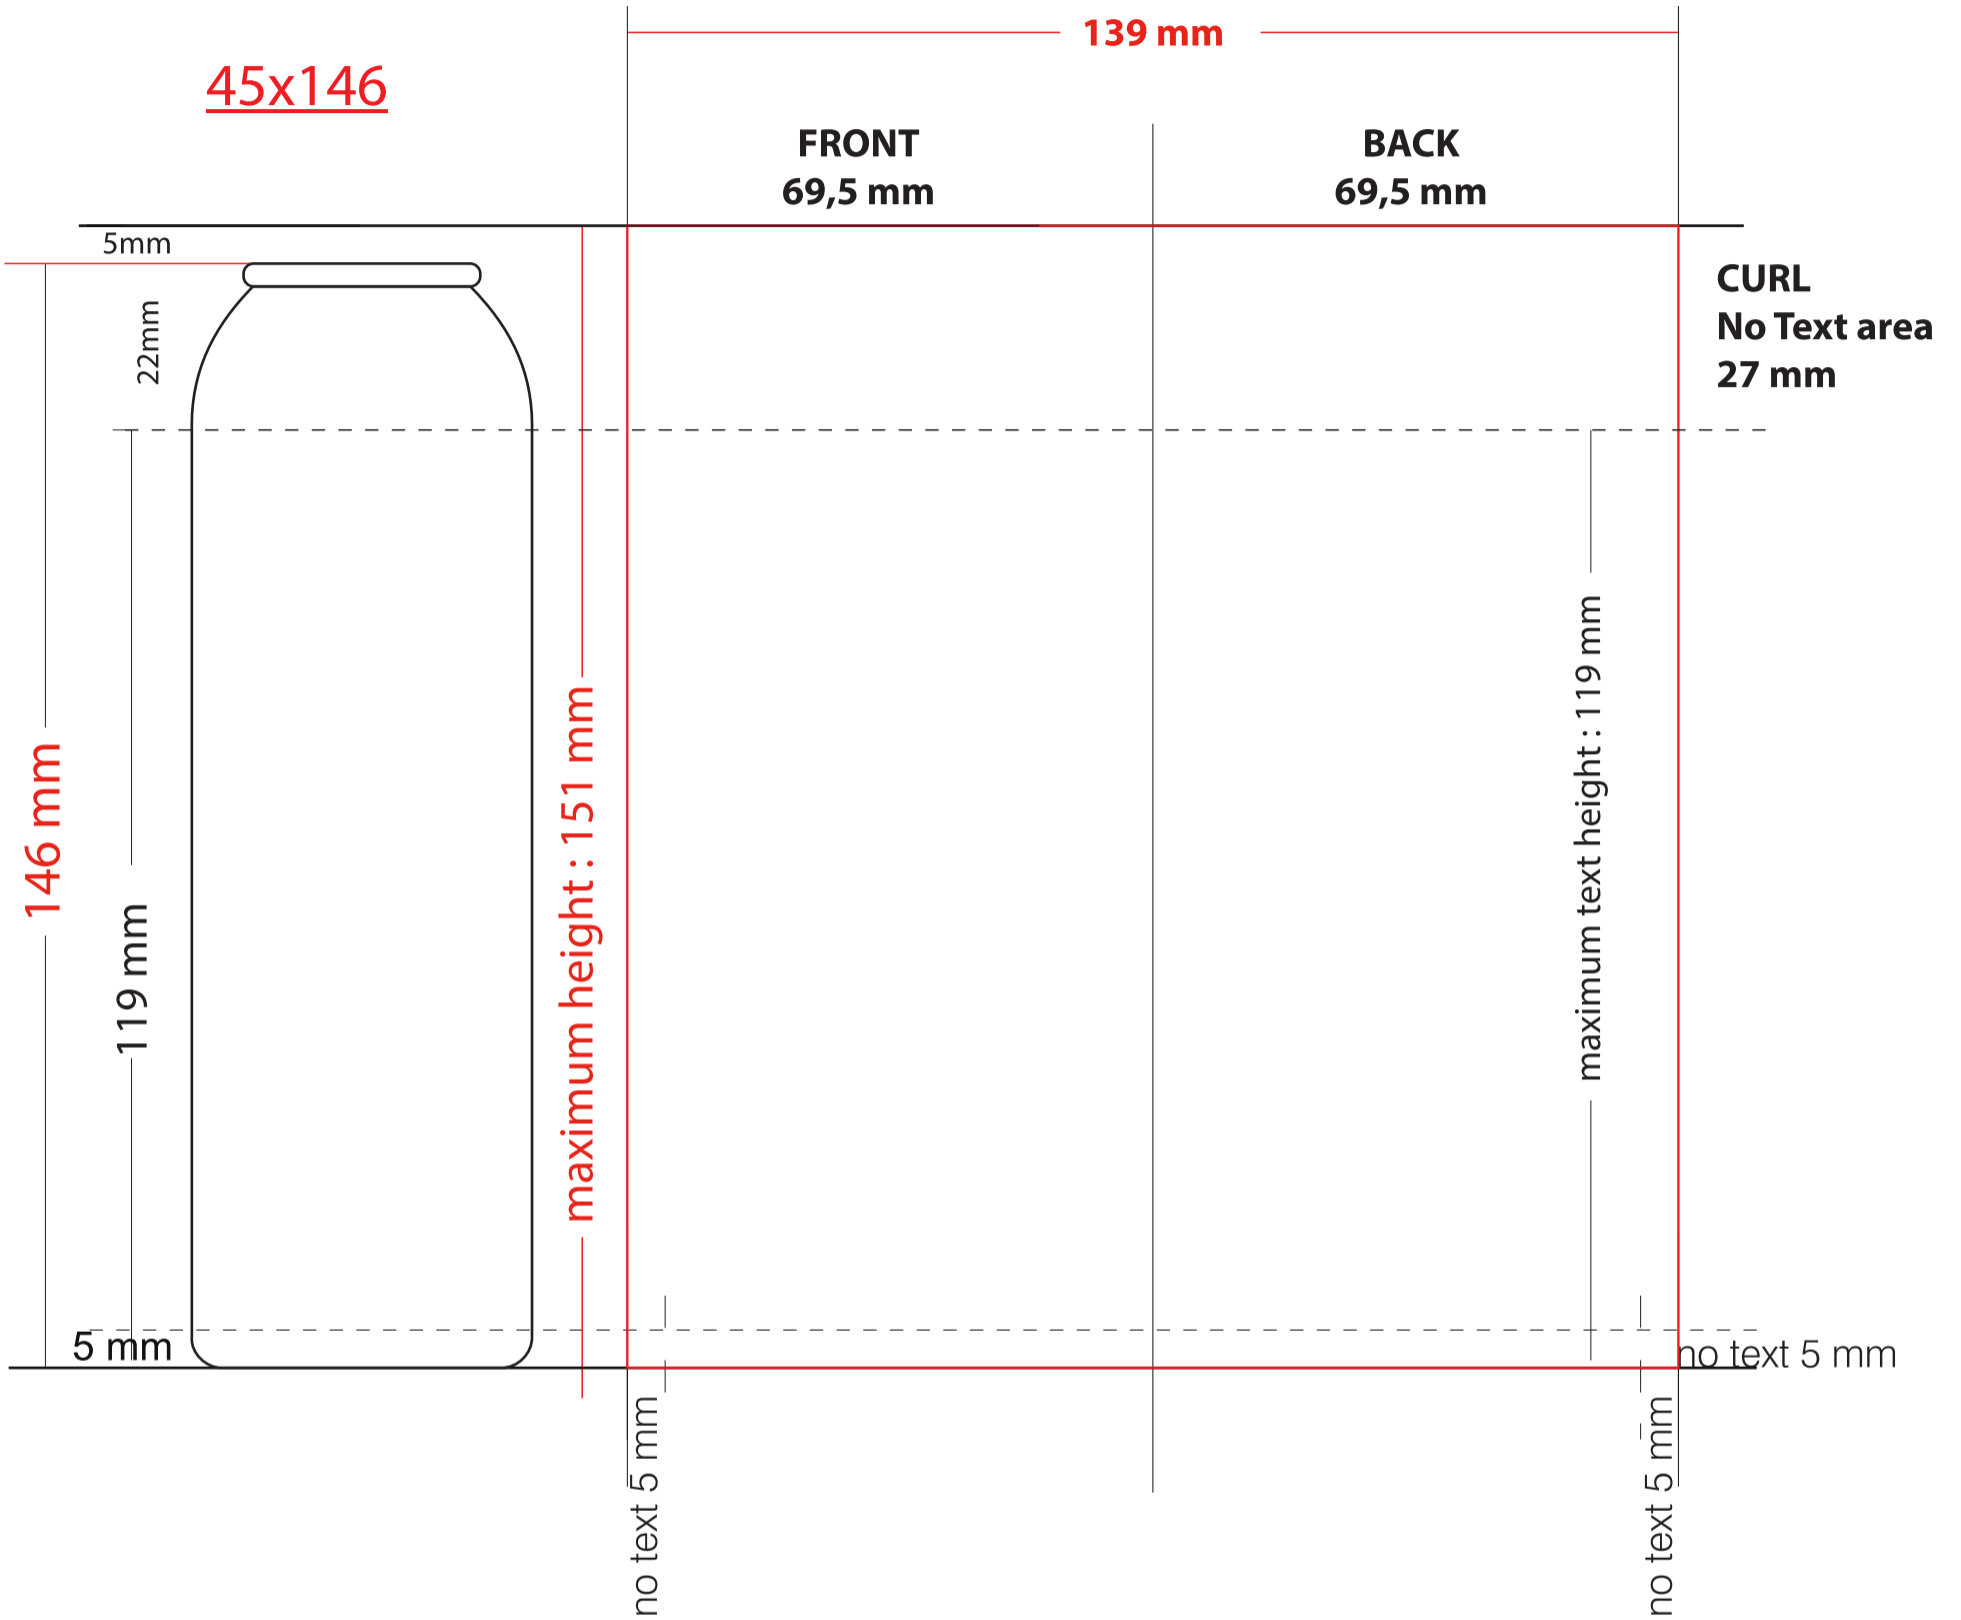 139 mm
45x146
FRONT
69,5 mm
BACK
69,5 mm
5mm
22mm
CURL
No Text area
27 mm
146 mm
119 mm
maximum height : 151 mm
maximum text height : 119 mm
5 mm
no text 5 mm
no text 5 mm
no text 5 mm